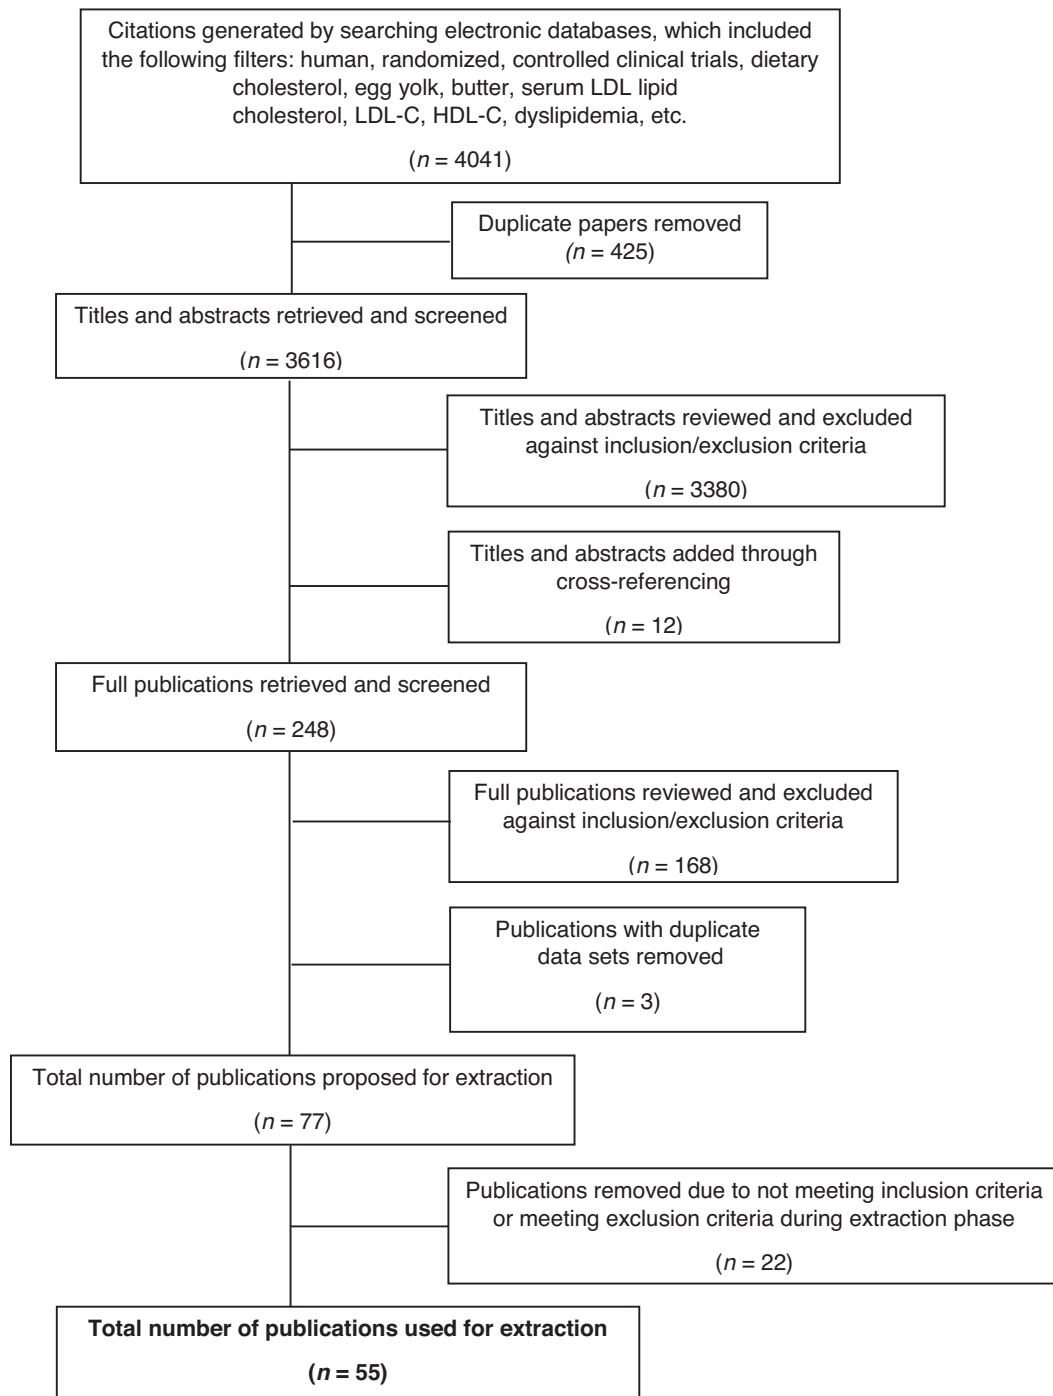 Citations generated by searching electronic databases, which included
the following filters: human, randomized, controlled clinical trials, dietary
cholesterol, egg yolk, butter, serum LDL lipid
cholesterol, LDL-C, HDL-C, dyslipidemia, etc.
(n = 4041)
Duplicate papers removed
(n = 425)
Titles and abstracts retrieved and screened
(n = 3616)
Titles and abstracts reviewed and excluded
against inclusion/exclusion criteria
(n = 3380)
Titles and abstracts added through
cross-referencing
(n = 12)
Full publications retrieved and screened
(n = 248)
Full publications reviewed and excluded
against inclusion/exclusion criteria
(n = 168)
Publications with duplicate
data sets removed
(n = 3)
Total number of publications proposed for extraction
(n = 77)
Publications removed due to not meeting inclusion criteria
or meeting exclusion criteria during extraction phase
(n = 22)
Total number of publications used for extraction
(n = 55)